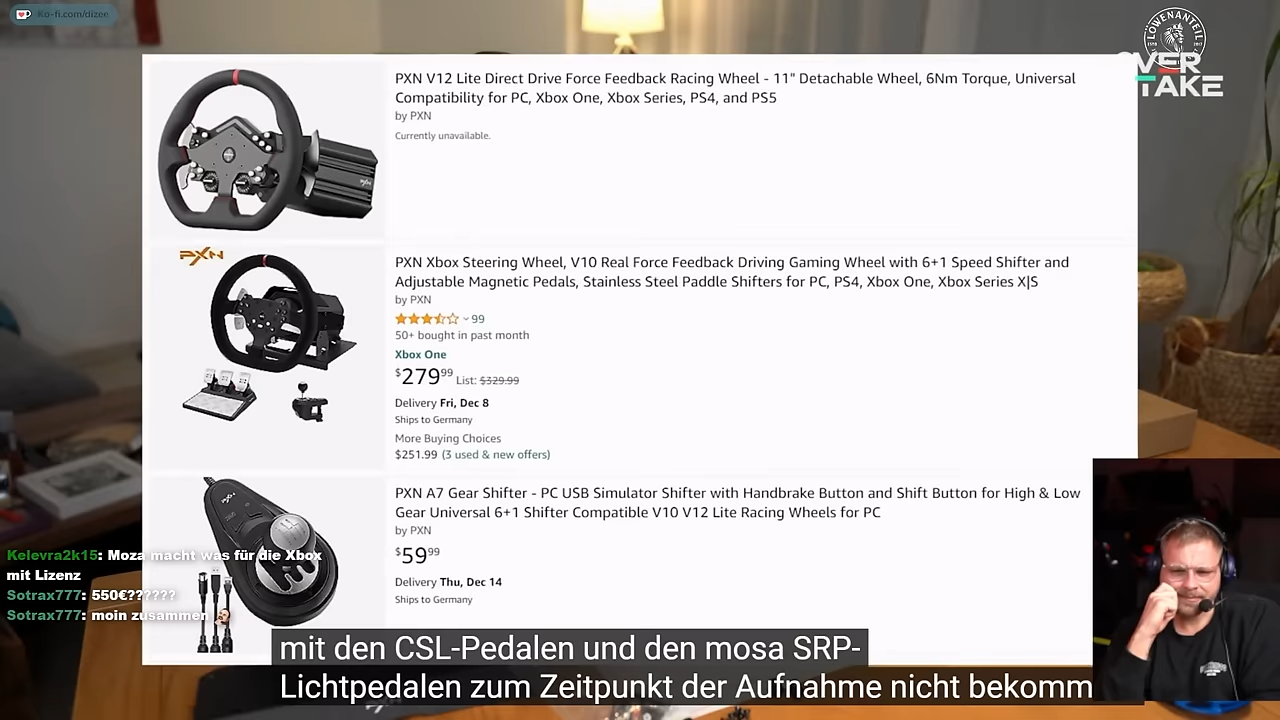 Ko-fi.com/dizen
LÖWENANTEIL
OVER
TAKE
PXN V12 Lite Direct Drive Force Feedback Racing Wheel - 11" Detachable Wheel, 6Nm Torque, Universal
Compatibility for PC, Xbox One, Xbox Series, PS4, and PS5
by PXN
Currently unavailable.
PXN
PXN Xbox Steering Wheel, V10 Real Force Feedback Driving Gaming Wheel with 6+1 Speed Shifter and
Adjustable Magnetic Pedals, Stainless Steel Paddle Shifters for PC, PS4, Xbox One, Xbox Series X|S
by PXN
99
50+ bought in past month
Xbox One
$279.99 List: $329.99
Delivery Fri, Dec 8
Ships to Germany
More Buying Choices
$251.99 (3 used & new offers)
PXN A7 Gear Shifter - PC USB Simulator Shifter with Handbrake Button and Shift Button for High & Low
Gear Universal 6+1 Shifter Compatible V10 V12 Lite Racing Wheels for PC
by PXN
$59.99
Delivery Thu, Dec 14
Ships to Germany
Kelevra2k15: Moza macht was für die Xbox
mit Lizenz
Sotrax777: 550€??????
Sotrax777: moin zusammen
mit den CSL-Pedalen und den mosa SRP-
Lichtpedalen zum Zeitpunkt der Aufnahme nicht bekomm